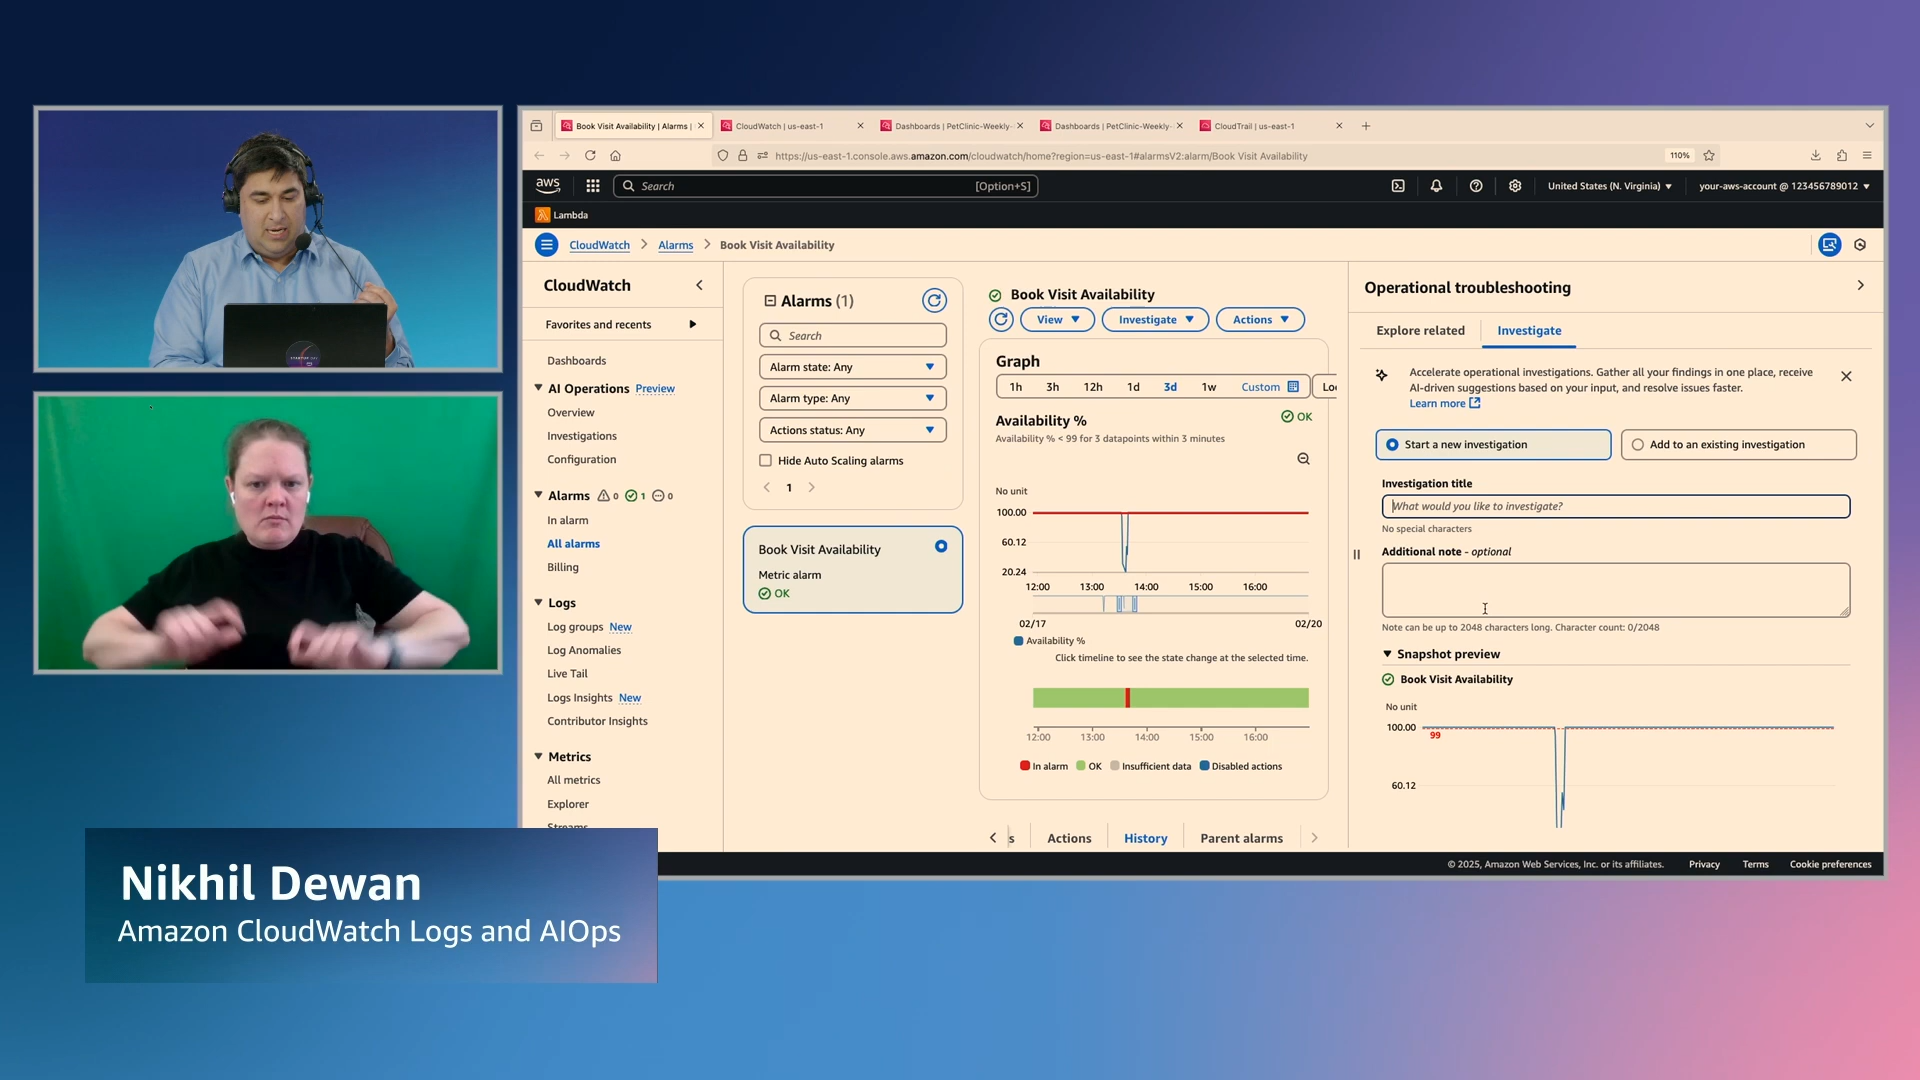 Book Visit Availability | Alarms |
CloudWatch | us-east-1
Dashboards | PetClinic-Weekly-
Dashboards | PetClinic-Weekly-
CloudTrail | us-east-1
https://us-east-1.console.aws.amazon.com/cloudwatch/home?region=us-east-1#alarmsV2:alarm/Book Visit Availability
110%
aws
Search
[Option+S]
United States (N. Virginia)
your-aws-account @ 123456789012
Lambda
CloudWatch
Alarms
Book Visit Availability
CloudWatch
Favorites and recents
Dashboards
AI Operations Preview
Overview
Investigations
Configuration
Alarms 0 1 0
In alarm
All alarms
Billing
Logs
Log groups New
Log Anomalies
Live Tail
Logs Insights New
Contributor Insights
Metrics
All metrics
Explorer
Streams
Alarms (1)
Search
Alarm state: Any
Alarm type: Any
Actions status: Any
Hide Auto Scaling alarms
1
Book Visit Availability
Metric alarm
OK
Book Visit Availability
View
Investigate
Actions
Graph
1h 3h 12h 1d 3d 1w Custom Loc
Availability %
OK
Availability % < 99 for 3 datapoints within 3 minutes
No unit
100.00
60.12
20.24
12:00 13:00 14:00 15:00 16:00
02/17 02/20
Availability %
Click timeline to see the state change at the selected time.
12:00 13:00 14:00 15:00 16:00
In alarm OK Insufficient data Disabled actions
s Actions History Parent alarms
Operational troubleshooting
Explore related
Investigate
Accelerate operational investigations. Gather all your findings in one place, receive
AI-driven suggestions based on your input, and resolve issues faster.
Learn more
Start a new investigation
Add to an existing investigation
Investigation title
What would you like to investigate?
No special characters
Additional note - optional
Note can be up to 2048 characters long. Character count: 0/2048
Snapshot preview
Book Visit Availability
No unit
100.00
99
60.12
© 2025, Amazon Web Services, Inc. or its affiliates.
Privacy
Terms
Cookie preferences
Nikhil Dewan
Amazon CloudWatch Logs and AIOps